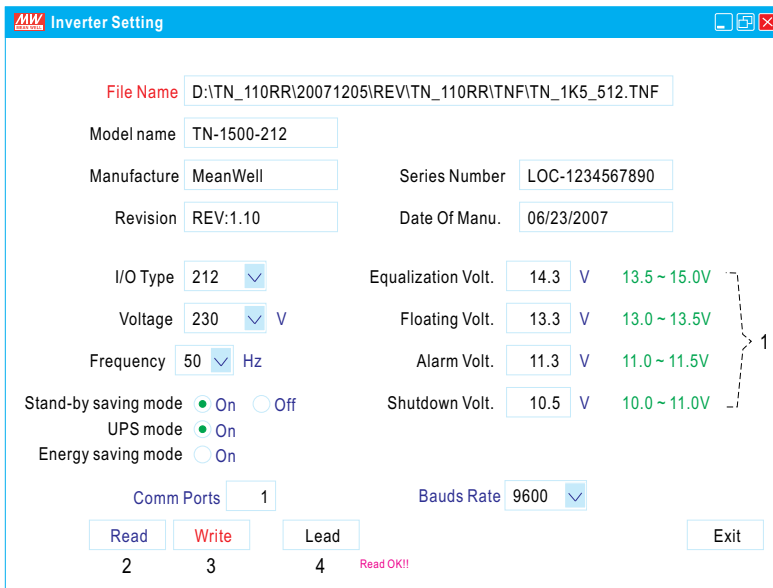 MW MEAN WELL Inverter Setting
File Name D:\TN_110RR\20071205\REV\TN_110RR\TNF\TN_1K5_512.TNF
Model name TN-1500-212
Manufacture MeanWell Series Number LOC-1234567890
Revision REV:1.10 Date Of Manu. 06/23/2007
I/O Type 212 Equalization Volt. 14.3 V 13.5 ~ 15.0V
Voltage 230 V Floating Volt. 13.3 V 13.0 ~ 13.5V
1
Frequency 50 Hz Alarm Volt. 11.3 V 11.0 ~ 11.5V
Stand-by saving mode On Off Shutdown Volt. 10.5 V 10.0 ~ 11.0V
UPS mode On
Energy saving mode On
Comm Ports 1 Bauds Rate 9600
Read Write Lead Exit
2 3 4 Read OK!!